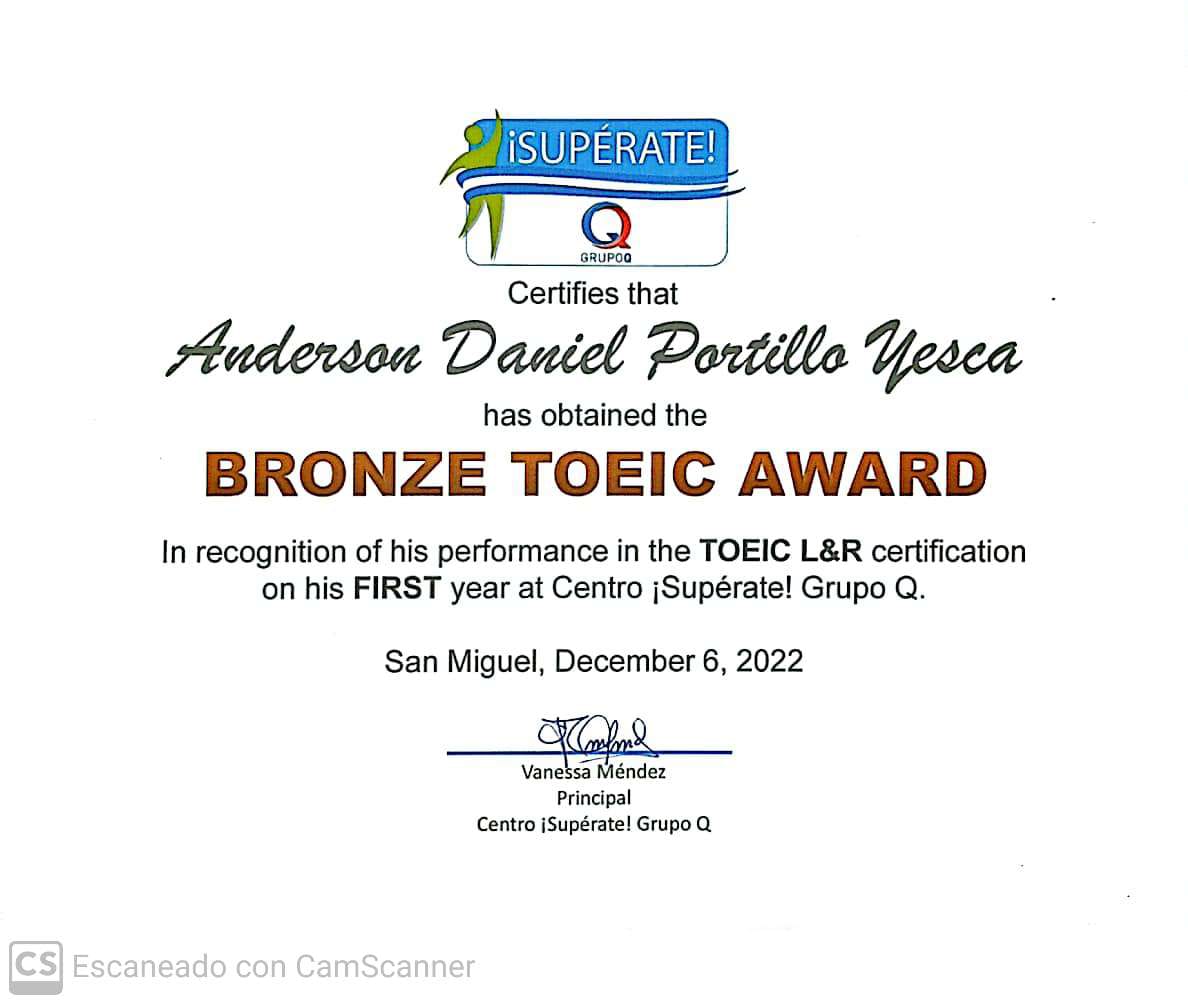 ¡SUPÉRATE!
GRUPOQ
Certifies that
Anderson Daniel Portillo Yesca
has obtained the
BRONZE TOEIC AWARD
In recognition of his performance in the TOEIC L&R certification
on his FIRST year at Centro ¡Supérate! Grupo Q.
San Miguel, December 6, 2022
Vanessa Méndez
Principal
Centro ¡Supérate! Grupo Q
CS Escaneado con CamScanner